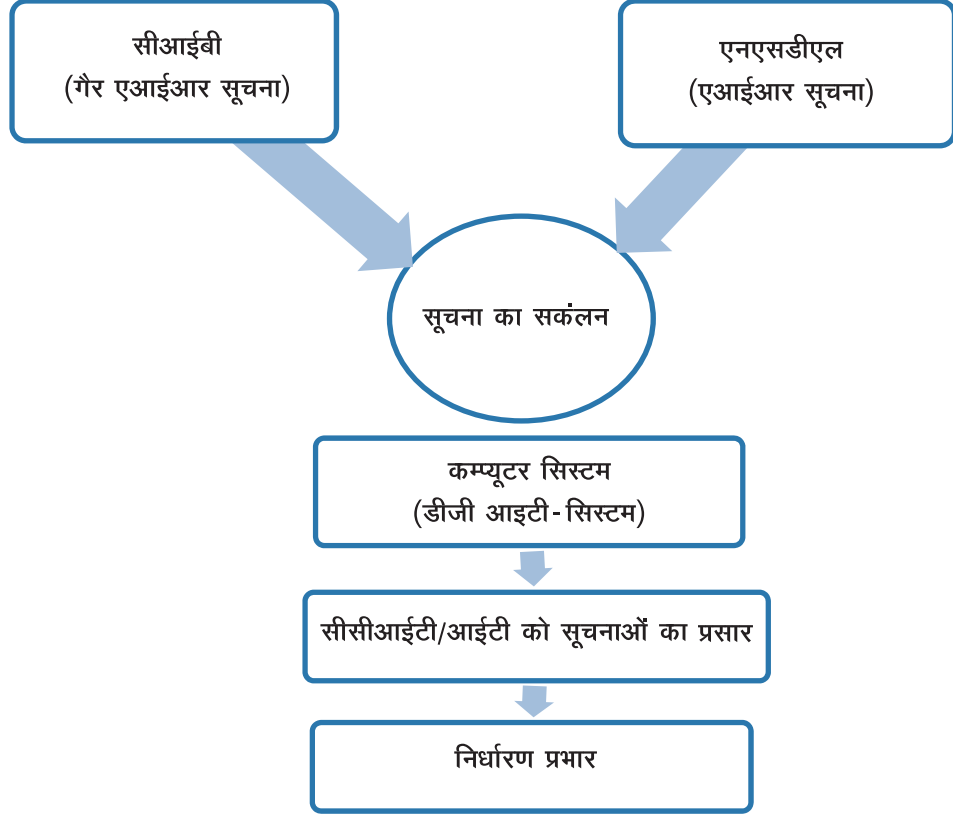 सीआईबी
(गैर एआईआर सूचना)
एनएसडीएल
(एआईआर सूचना)
सूचना का सकंलन
कम्प्यूटर सिस्टम
(डीजी आइटी-सिस्टम)
सीसीआईटी/आईटी को सूचनाओं का प्रसार
निर्धारण प्रभार